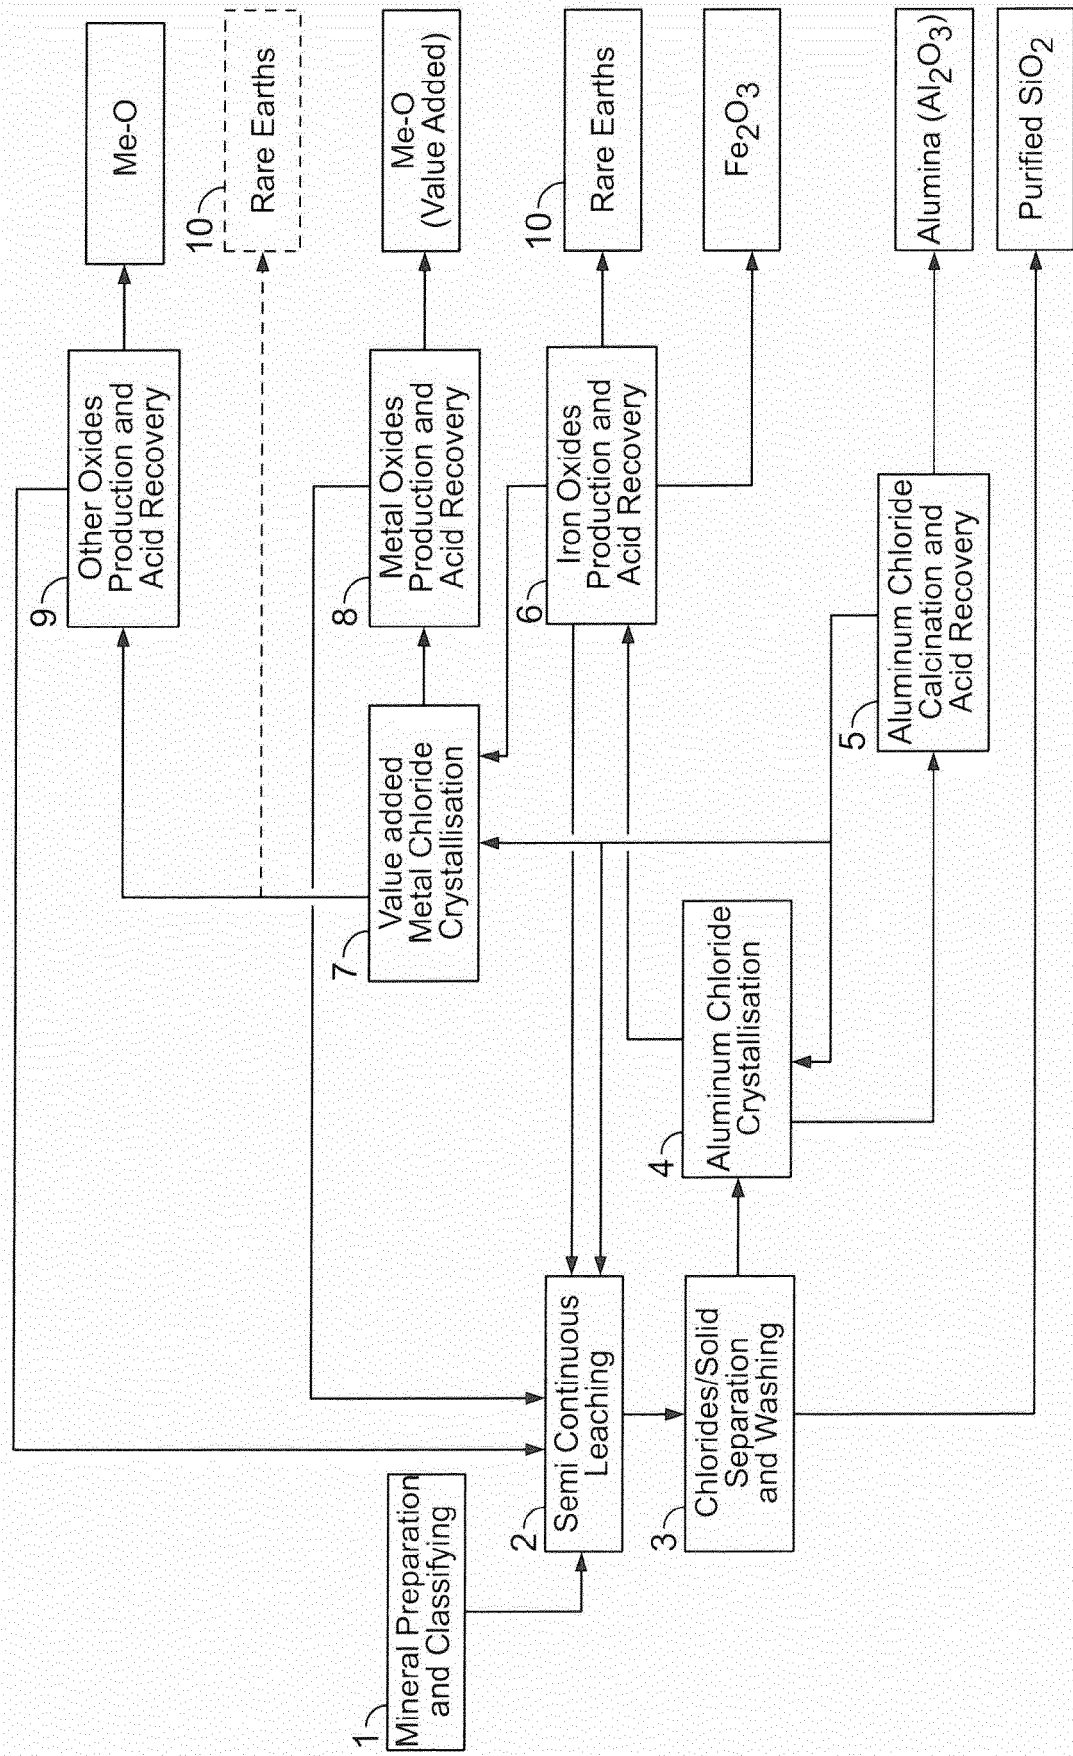 1
Mineral Preparation
and Classifying
2
Semi Continuous
Leaching
3
Chlorides/Solid
Separation
and Washing
4
Aluminum Chloride
Crystallisation
5
Aluminum Chloride
Calcination and
Acid Recovery
6
Iron Oxides
Production and
Acid Recovery
7
Value added
Metal Chloride
Crystallisation
8
Metal Oxides
Production and
Acid Recovery
9
Other Oxides
Production and
Acid Recovery
Me-O
10
Rare Earths
Me-O
(Value Added)
10
Rare Earths
Fe₂O₃
Alumina (Al₂O₃)
Purified SiO₂